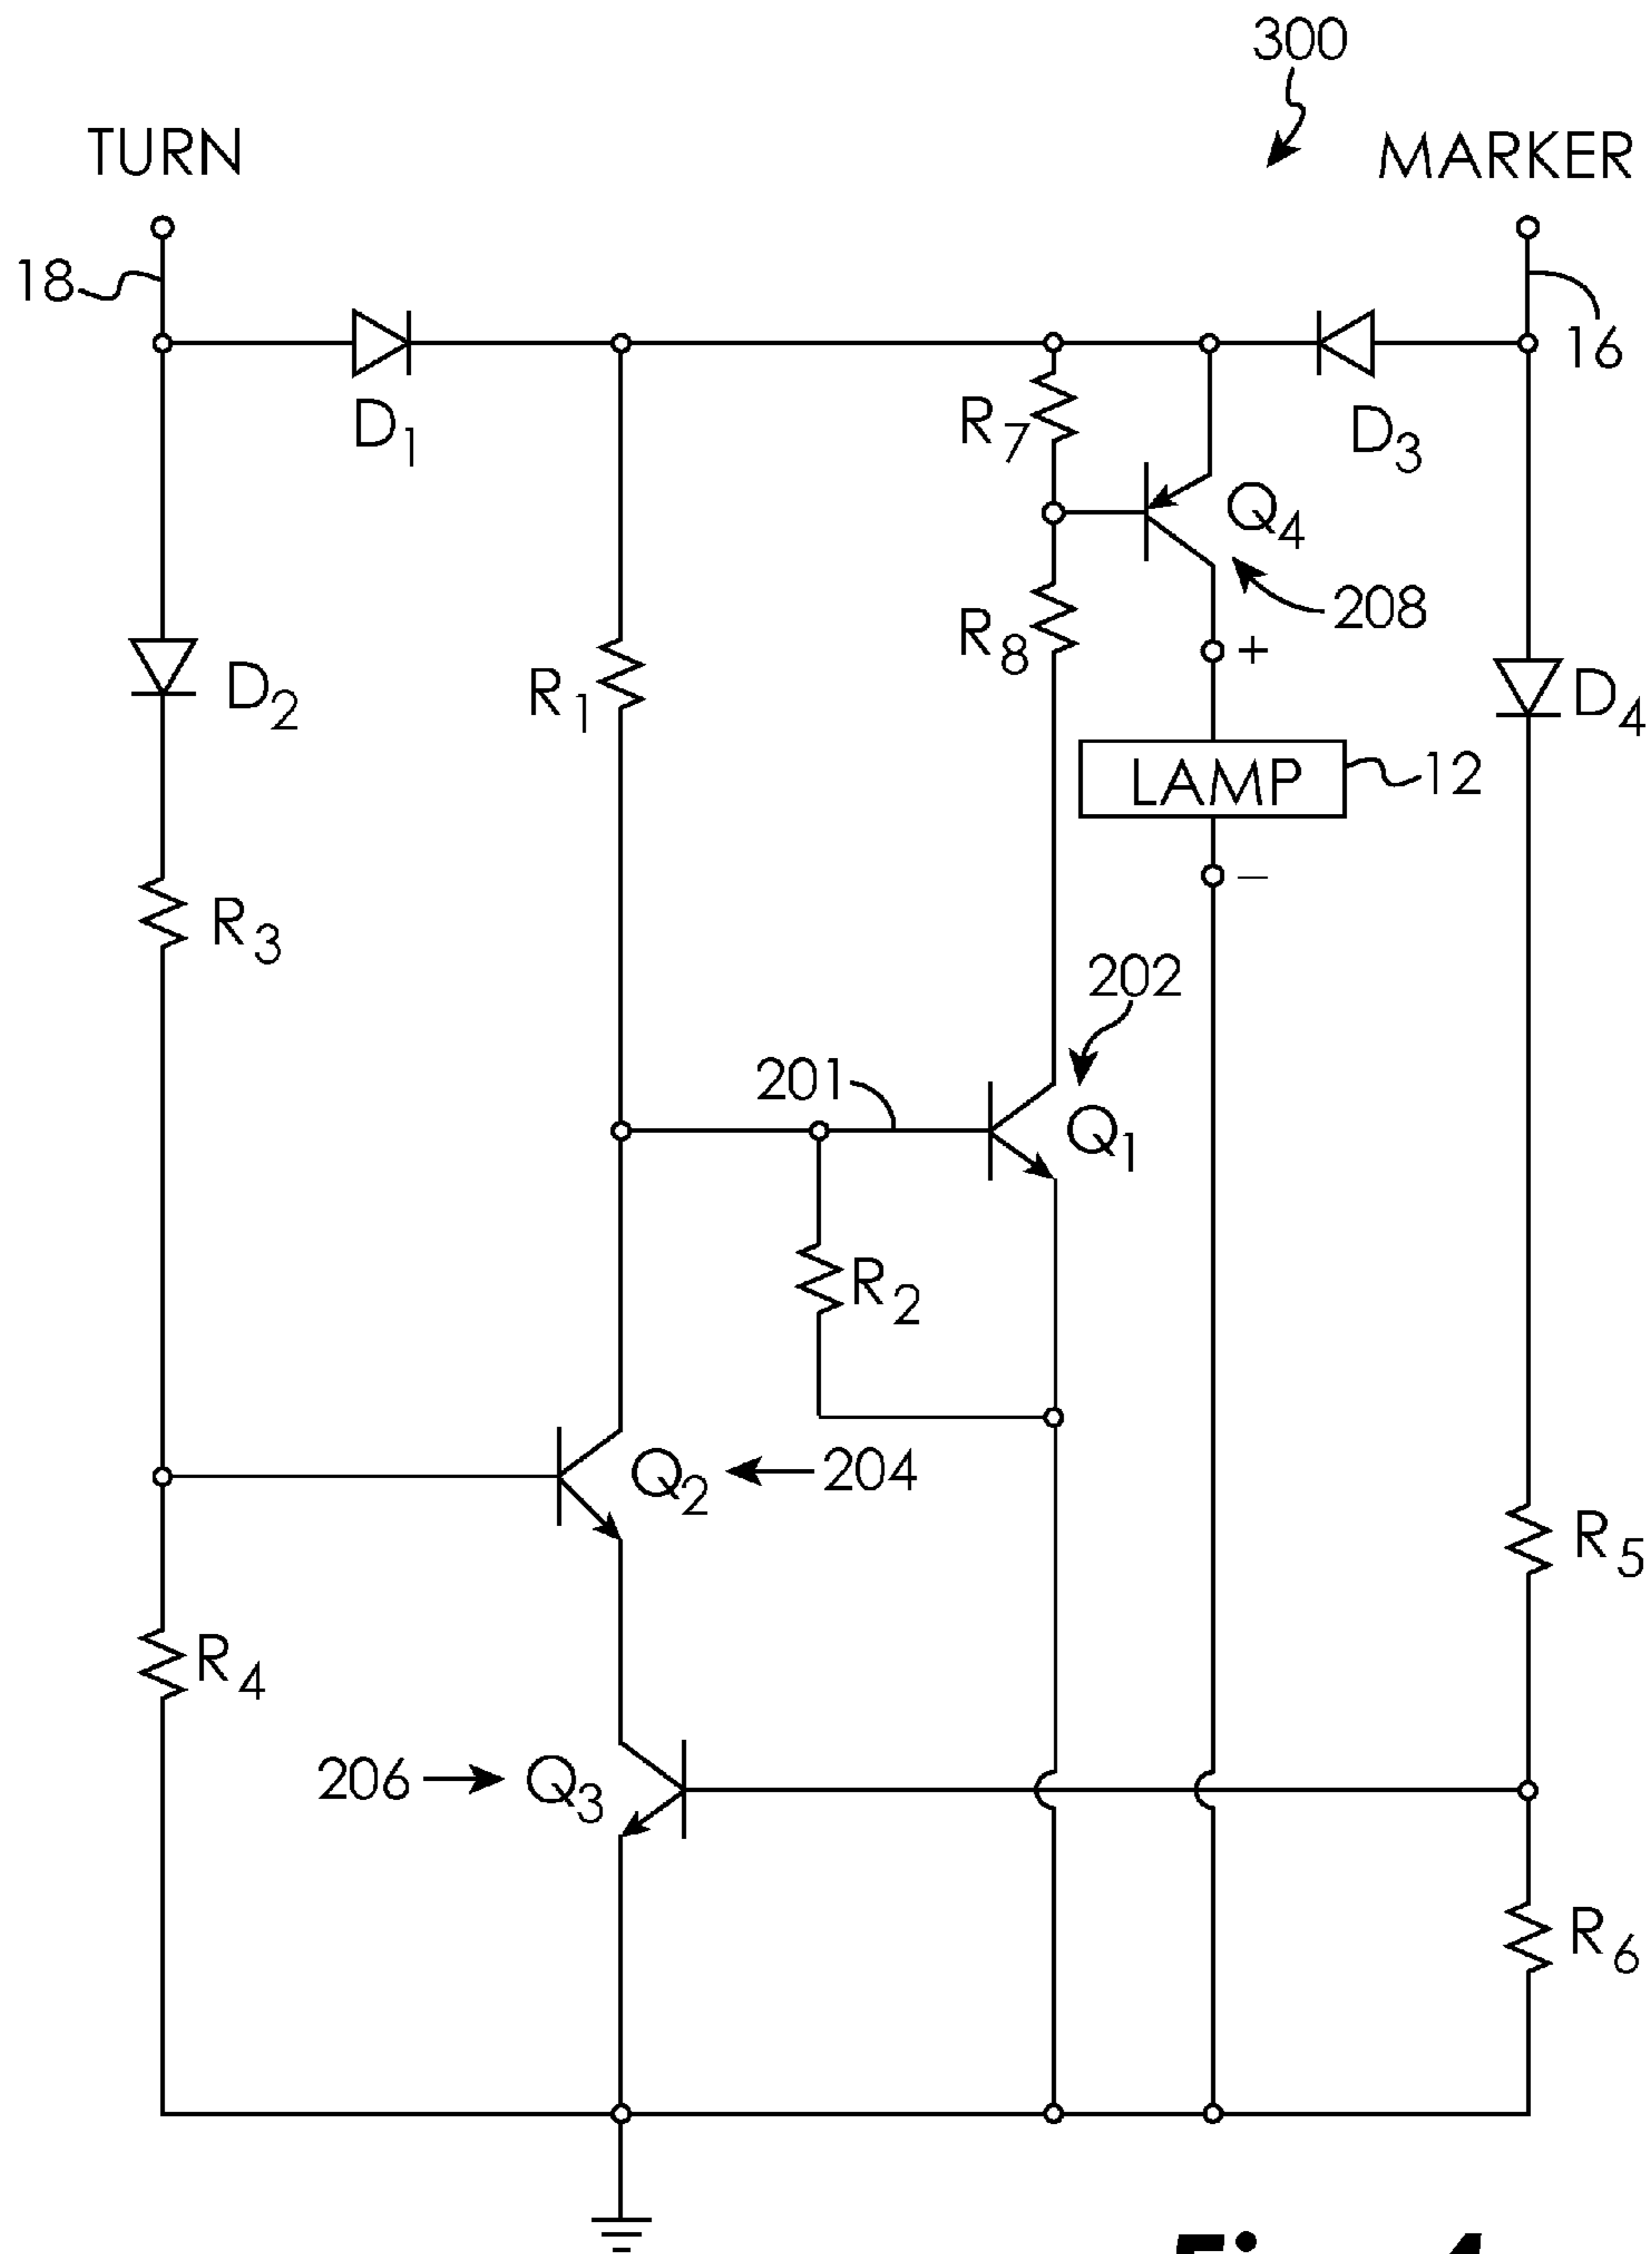 300
TURN
MARKER
18
16
D1
R7
D3
Q4
208
R8
+
D2
R1
D4
LAMP
12
−
R3
202
201
Q1
R2
Q2
204
R5
R4
206
Q3
R6